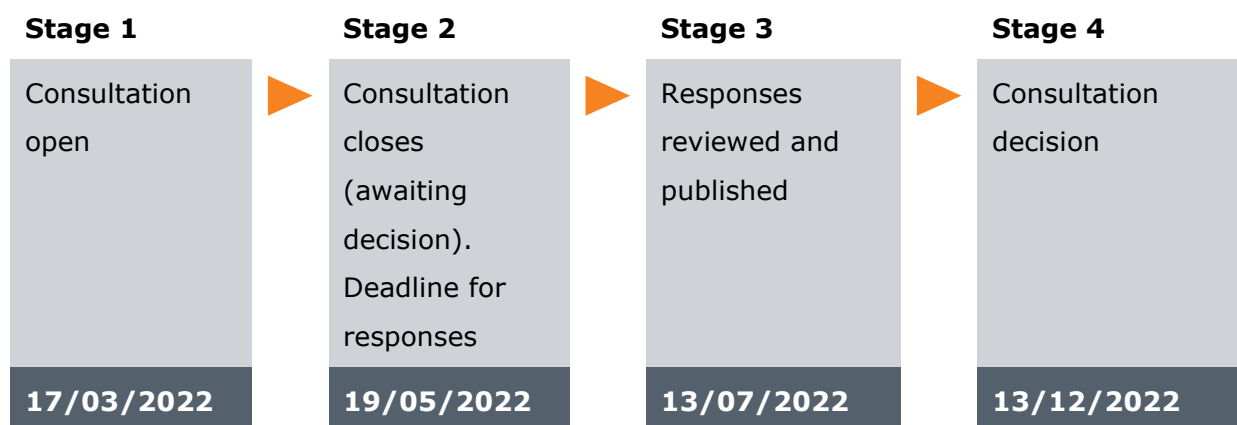 Stage 1
Consultation
open
17/03/2022
Stage 2
Consultation
closes
(awaiting
decision).
Deadline for
responses
19/05/2022
Stage 3
Responses
reviewed and
published
13/07/2022
Stage 4
Consultation
decision
13/12/2022